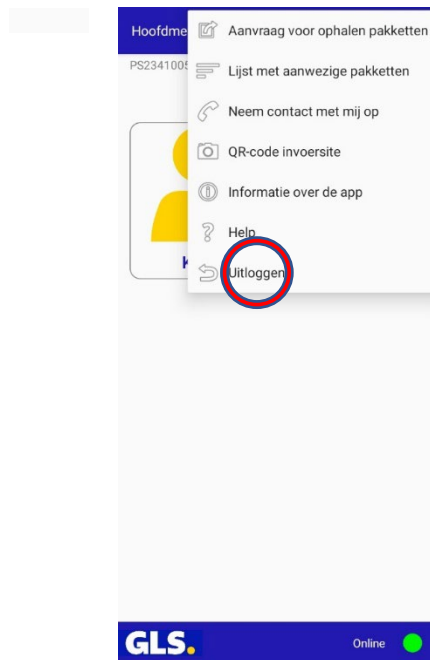 Hoofdme
Aanvraag voor ophalen pakketten
PS2341005
Lijst met aanwezige pakketten
Neem contact met mij op
QR-code invoersite
Informatie over de app
Help
K
Uitloggen
GLS.
Online